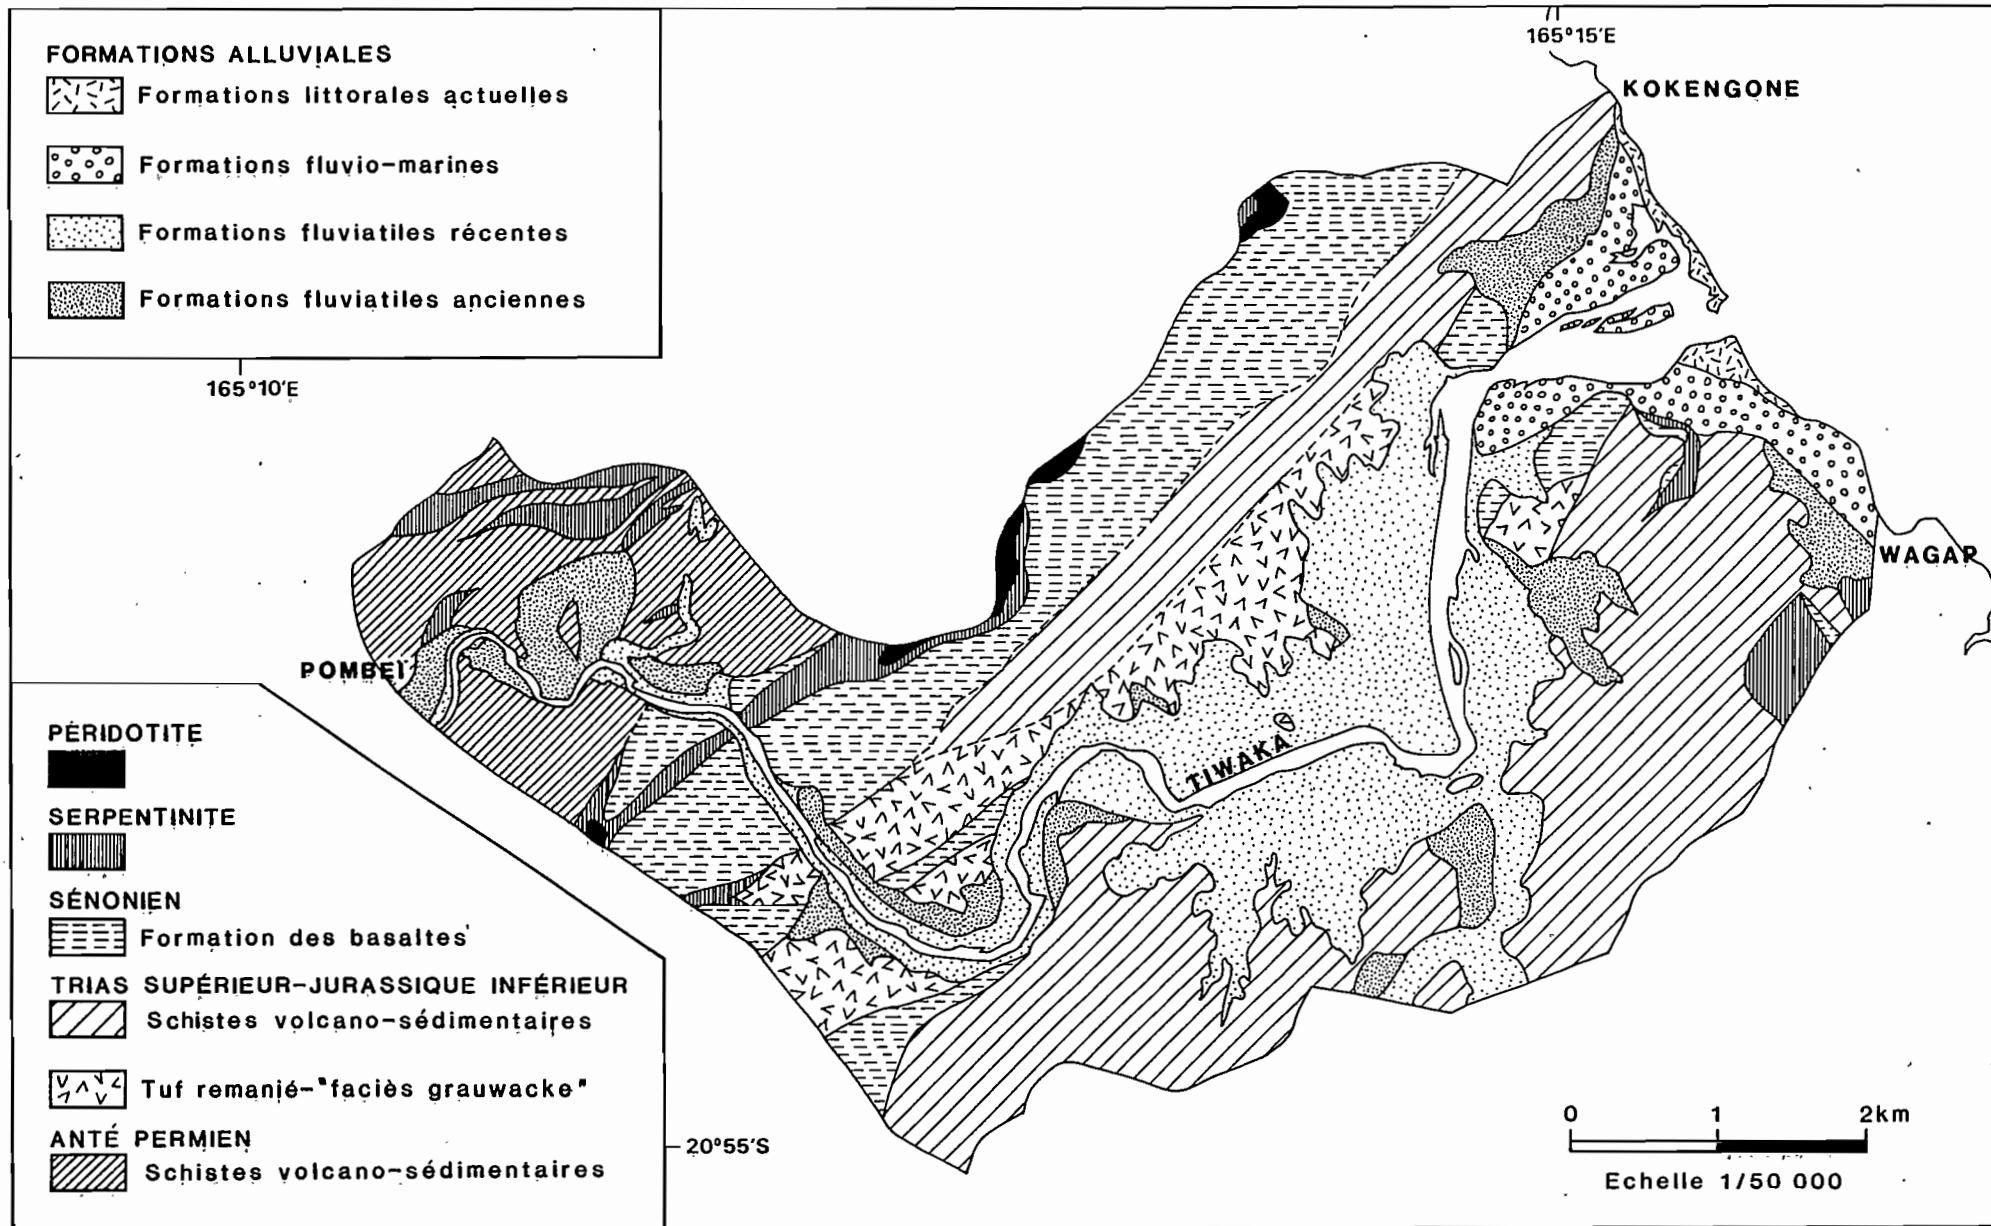 FORMATIONS ALLUVIALES
Formations littorales actuelles
Formations fluvio-marines
Formations fluviatiles récentes
Formations fluviatiles anciennes
165°15'E
KOKENGONE
165°10'E
WAGAP
POMBEÏ
TIWAKA
PÉRIDOTITE
SERPENTINITE
SÉNONIEN
Formation des basaltes
TRIAS SUPÉRIEUR-JURASSIQUE INFÉRIEUR
Schistes volcano-sédimentaires
Tuf remanié-"faciès grauwacke"
ANTÉ PERMIEN
Schistes volcano-sédimentaires
20°55'S
0 1 2km
Echelle 1/50 000